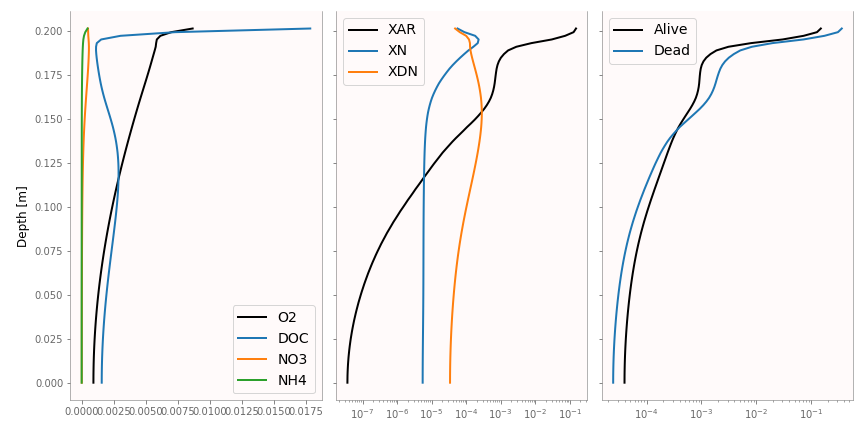 Depth [m]
0.200
0.175
0.150
0.125
0.100
0.075
0.050
0.025
0.000
O2
DOC
NO3
NH4
0.0000 0.0025 0.0050 0.0075 0.0100 0.0125 0.0150 0.0175
XAR
XN
XDN
10⁻⁷ 10⁻⁶ 10⁻⁵ 10⁻⁴ 10⁻³ 10⁻² 10⁻¹
Alive
Dead
10⁻⁴ 10⁻³ 10⁻² 10⁻¹